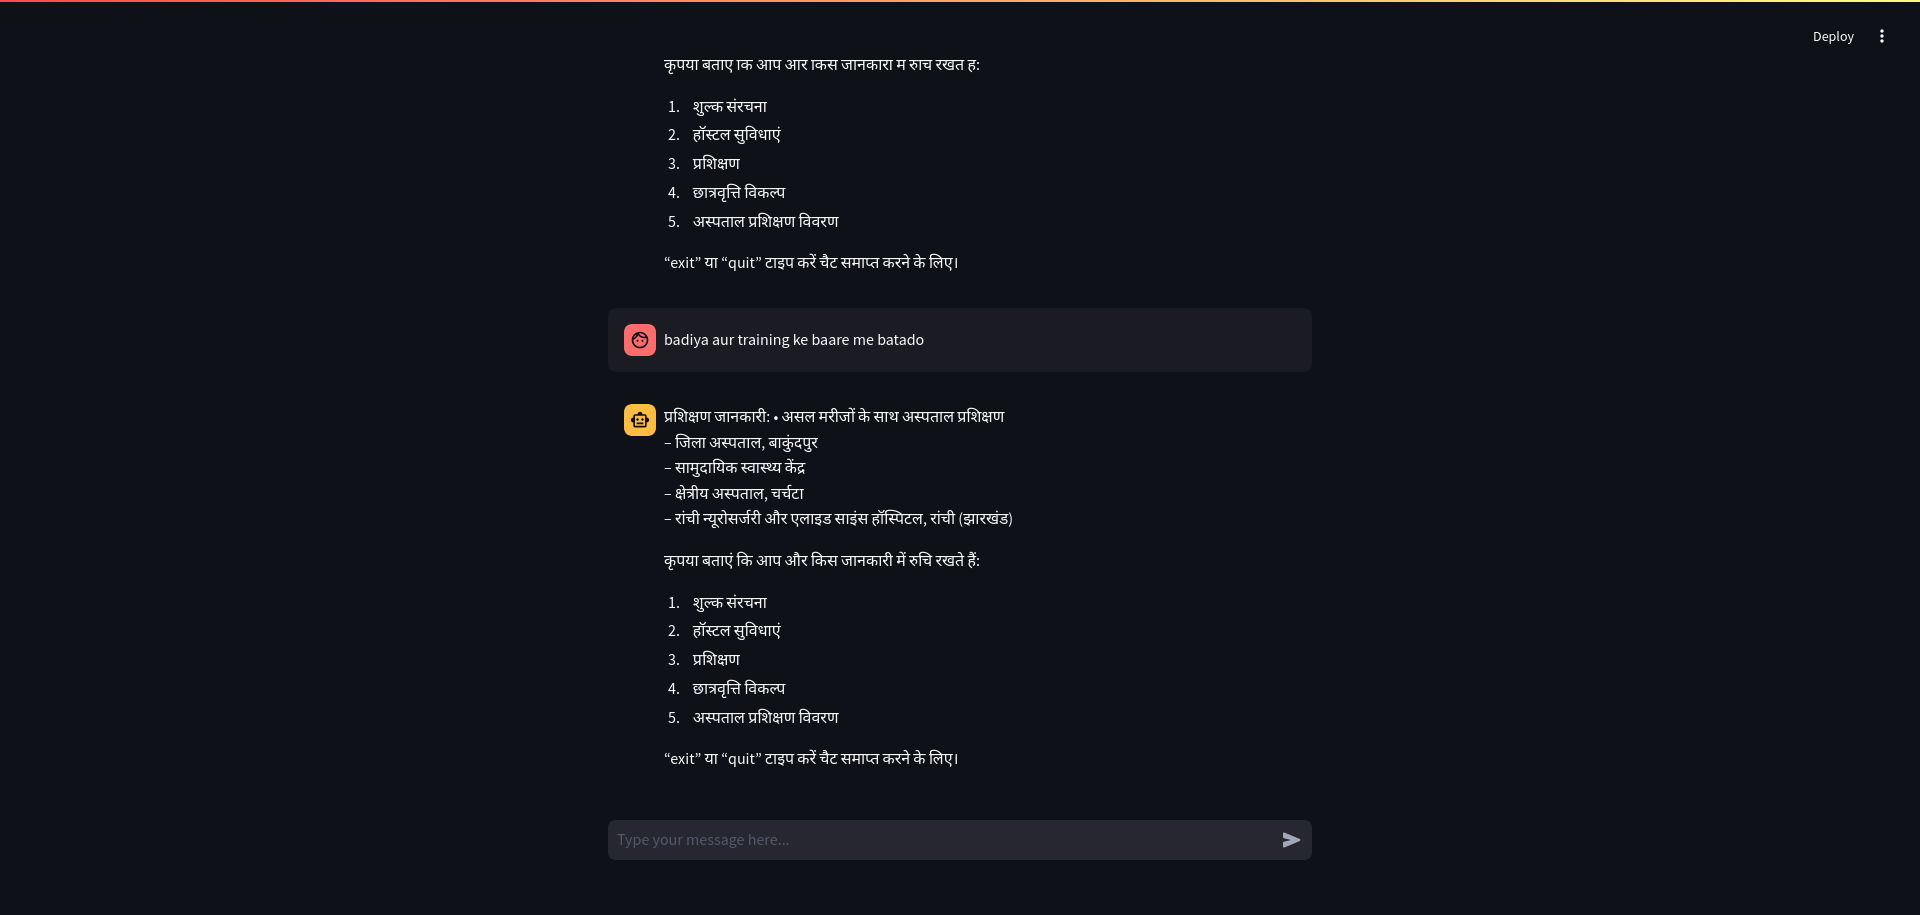 Deploy
कृपया बताएं कि आप और किस जानकारी में रुचि रखते हैं:
1. शुल्क संरचना
2. हॉस्टल सुविधाएं
3. प्रशिक्षण
4. छात्रवृत्ति विकल्प
5. अस्पताल प्रशिक्षण विवरण
“exit” या “quit” टाइप करें चैट समाप्त करने के लिए।
badiya aur training ke baare me batado
प्रशिक्षण जानकारी: • असल मरीजों के साथ अस्पताल प्रशिक्षण
– जिला अस्पताल, बाकुंदपुर
– सामुदायिक स्वास्थ्य केंद्र
– क्षेत्रीय अस्पताल, चर्चटा
– रांची न्यूरोसर्जरी और एलाइड साइंस हॉस्पिटल, रांची (झारखंड)
कृपया बताएं कि आप और किस जानकारी में रुचि रखते हैं:
1. शुल्क संरचना
2. हॉस्टल सुविधाएं
3. प्रशिक्षण
4. छात्रवृत्ति विकल्प
5. अस्पताल प्रशिक्षण विवरण
“exit” या “quit” टाइप करें चैट समाप्त करने के लिए।
Type your message here...